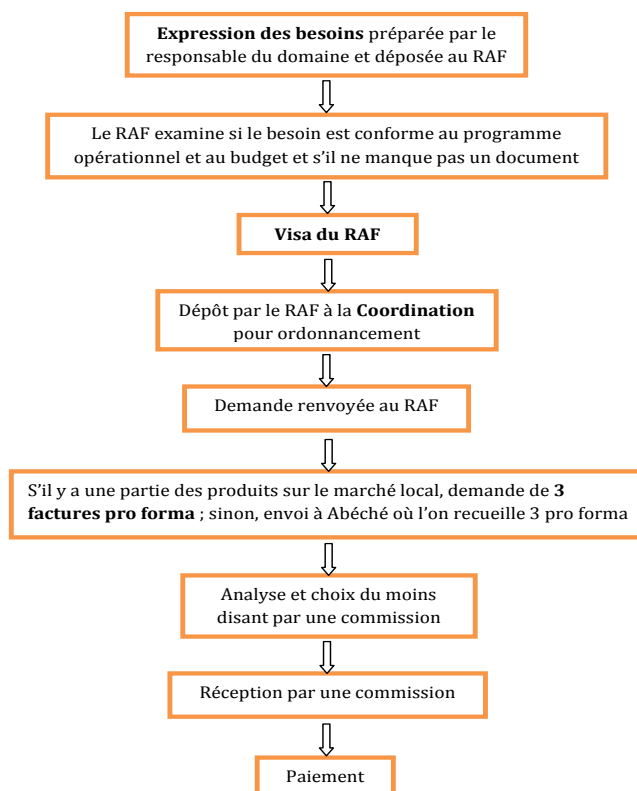 Expression des besoins préparée par le
responsable du domaine et déposée au RAF
Le RAF examine si le besoin est conforme au programme
opérationnel et au budget et s'il ne manque pas un document
Visa du RAF
Dépôt par le RAF à la Coordination
pour ordonnancement
Demande renvoyée au RAF
S'il y a une partie des produits sur le marché local, demande de 3
factures pro forma ; sinon, envoi à Abéché où l'on recueille 3 pro forma
Analyse et choix du moins
disant par une commission
Réception par une commission
Paiement